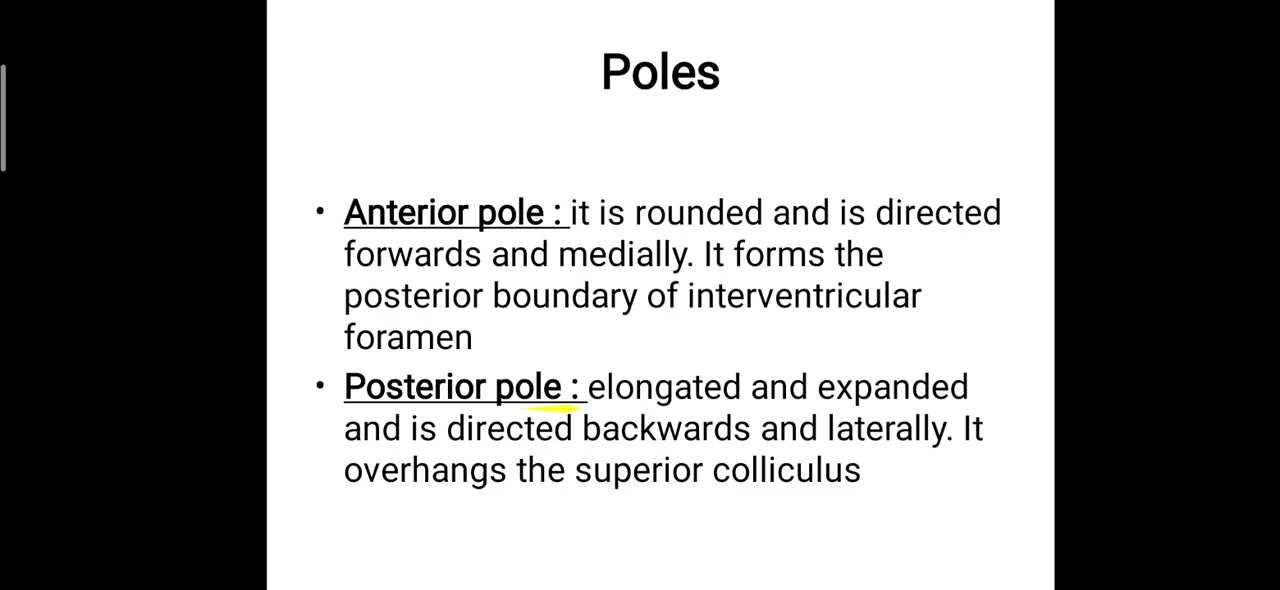 Poles
• Anterior pole : it is rounded and is directed
forwards and medially. It forms the
posterior boundary of interventricular
foramen
• Posterior pole : elongated and expanded
and is directed backwards and laterally. It
overhangs the superior colliculus